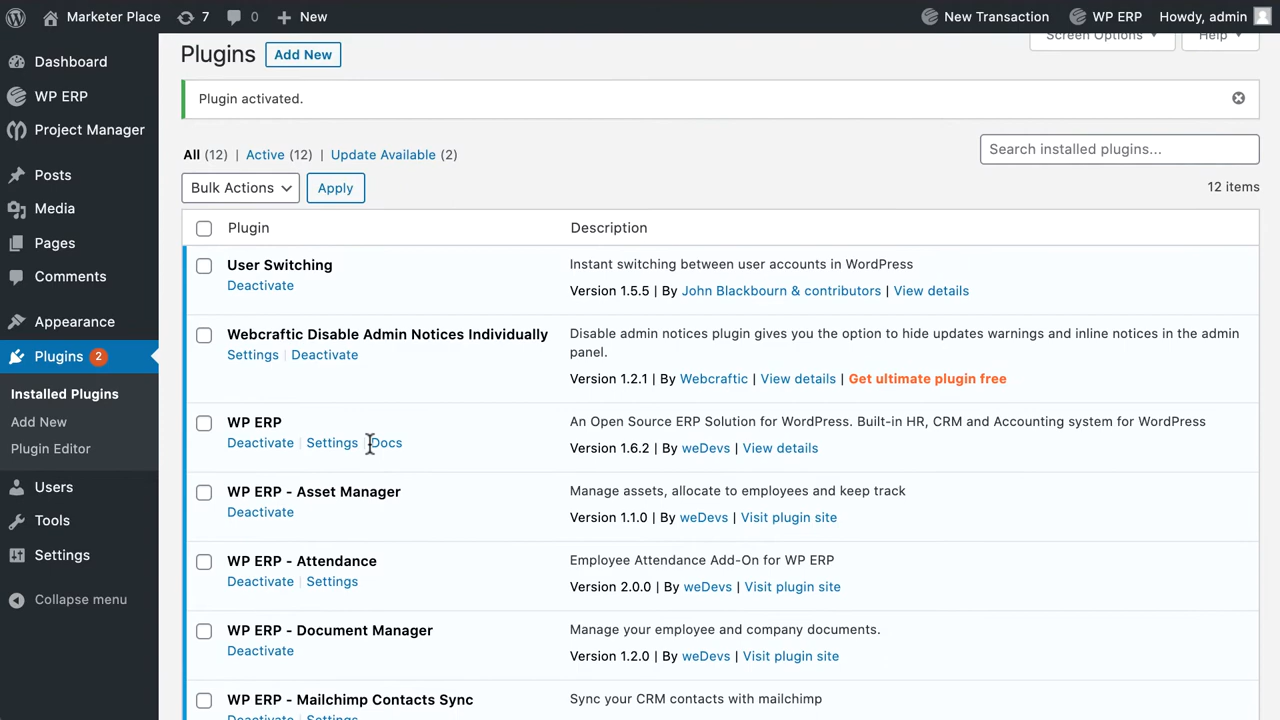 Marketer Place 7 0 New New Transaction WP ERP Howdy, admin
Screen Options Help
Plugins Add New
Plugin activated.
Dashboard
WP ERP
Project Manager
Posts
Media
Pages
Comments
Appearance
Plugins 2
Installed Plugins
Add New
Plugin Editor
Users
Tools
Settings
Collapse menu
All (12) | Active (12) | Update Available (2)
Search installed plugins...
Bulk Actions Apply
12 items
Plugin Description
User Switching
Deactivate
Instant switching between user accounts in WordPress
Version 1.5.5 | By John Blackbourn & contributors | View details
Webcraftic Disable Admin Notices Individually
Settings | Deactivate
Disable admin notices plugin gives you the option to hide updates warnings and inline notices in the admin
panel.
Version 1.2.1 | By Webcraftic | View details | Get ultimate plugin free
WP ERP
Deactivate | Settings | Docs
An Open Source ERP Solution for WordPress. Built-in HR, CRM and Accounting system for WordPress
Version 1.6.2 | By weDevs | View details
WP ERP - Asset Manager
Deactivate
Manage assets, allocate to employees and keep track
Version 1.1.0 | By weDevs | Visit plugin site
WP ERP - Attendance
Deactivate | Settings
Employee Attendance Add-On for WP ERP
Version 2.0.0 | By weDevs | Visit plugin site
WP ERP - Document Manager
Deactivate
Manage your employee and company documents.
Version 1.2.0 | By weDevs | Visit plugin site
WP ERP - Mailchimp Contacts Sync
Deactivate | Settings
Sync your CRM contacts with mailchimp